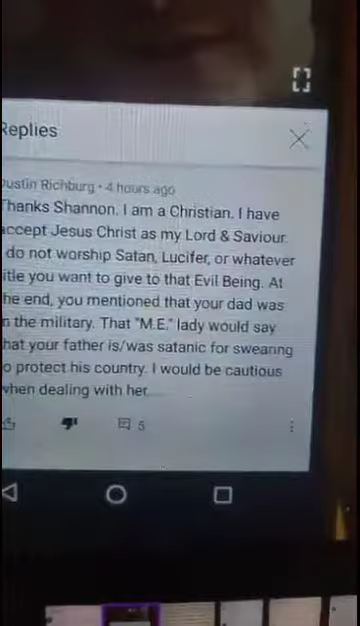 Replies
Dustin Richburg • 4 hours ago
Thanks Shannon. I am a Christian. I have
accept Jesus Christ as my Lord & Saviour.
do not worship Satan, Lucifer, or whatever
title you want to give to that Evil Being. At
the end, you mentioned that your dad was
in the military. That "M.E." lady would say
that your father is/was satanic for swearing
to protect his country. I would be cautious
when dealing with her.
5